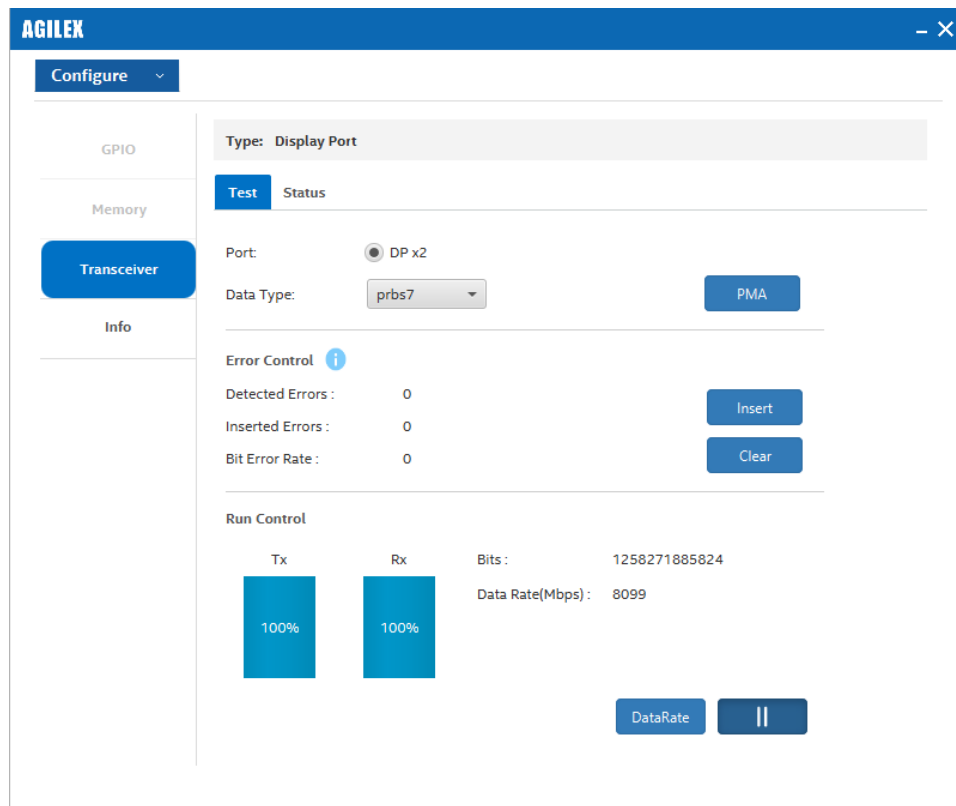 AGILEX
Configure
GPIO
Memory
Transceiver
Info
Type: Display Port
Test Status
Port: DP x2
Data Type: prbs7 PMA
Error Control i
Detected Errors : 0
Inserted Errors : 0
Insert
Bit Error Rate : 0
Clear
Run Control
Tx Rx Bits : 1258271885824
Data Rate(Mbps) : 8099
100% 100%
DataRate